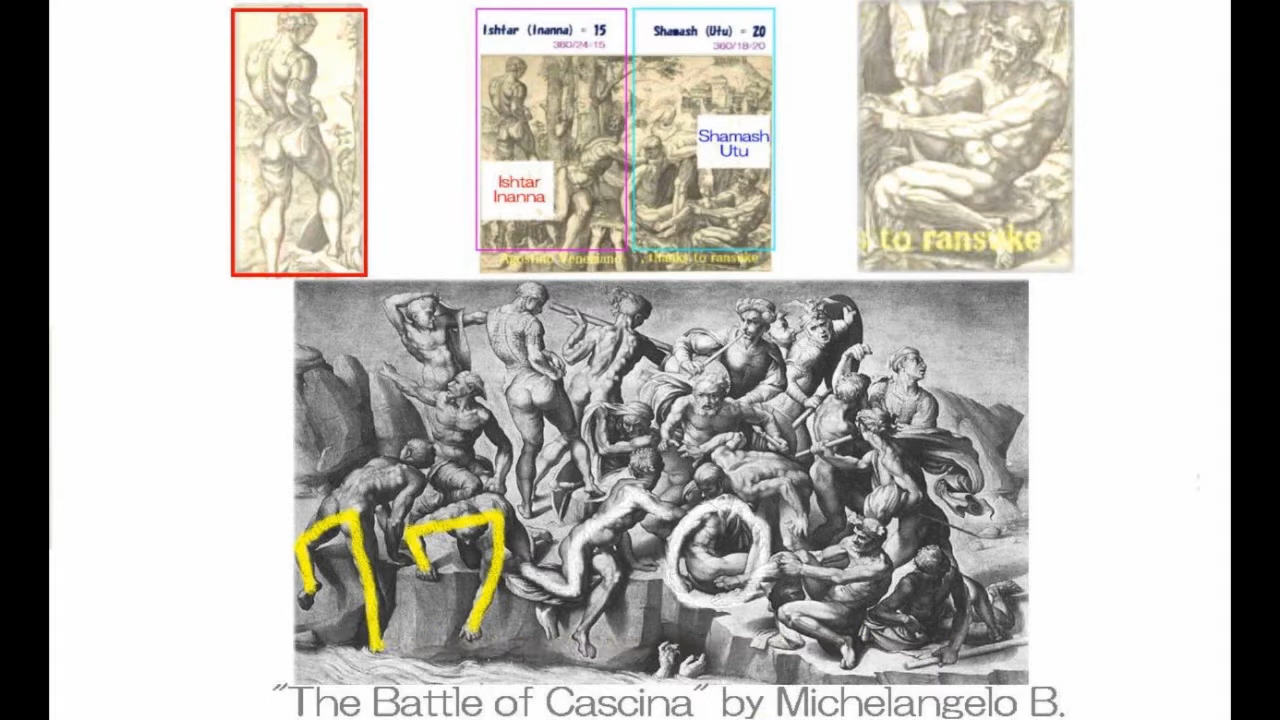 Ishtar (Inanna) = 15
360/24=15
Shamash (Utu) = 20
360/18=20
Shamash
Utu
Ishtar
Inanna
Agostino Veneziano
thanks to ransuke
to ransuke
"The Battle of Cascina" by Michelangelo B.